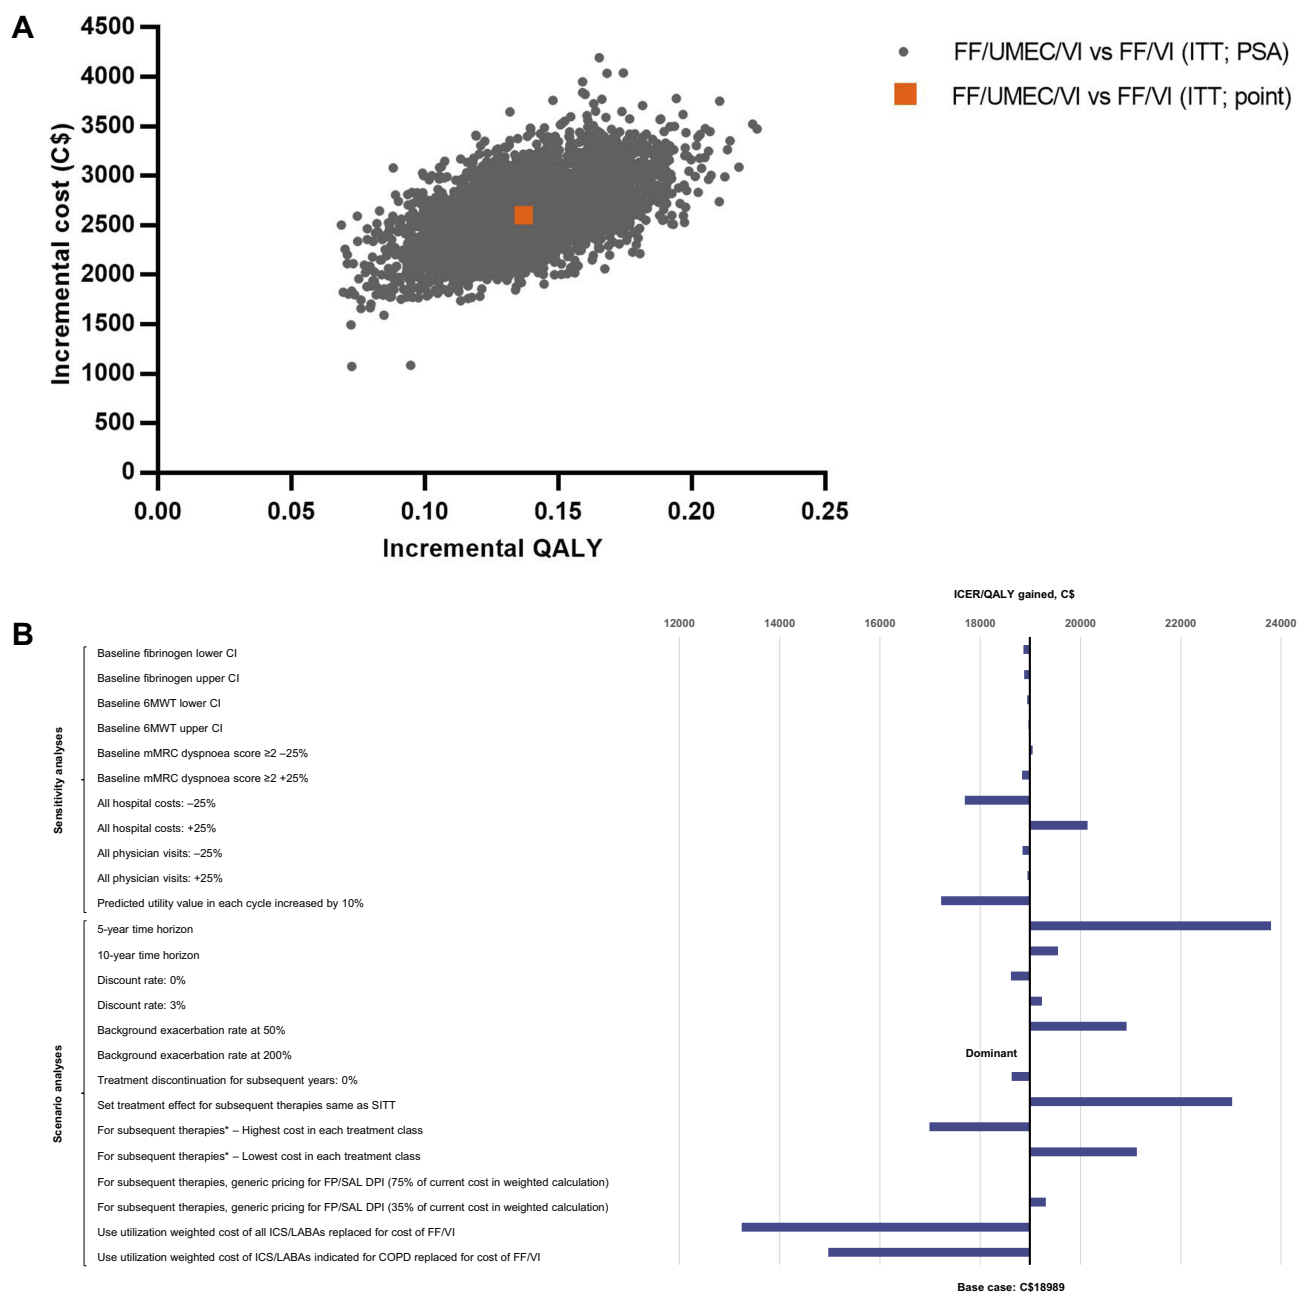 A
4500
4000
3500
3000
2500
2000
1500
1000
500
0
Incremental cost (C$)
0.00 0.05 0.10 0.15 0.20 0.25
Incremental QALY
FF/UMEC/VI vs FF/VI (ITT; PSA)
FF/UMEC/VI vs FF/VI (ITT; point)
B
ICER/QALY gained, C$
12000 14000 16000 18000 20000 22000 24000
Sensitivity analyses
Baseline fibrinogen lower CI
Baseline fibrinogen upper CI
Baseline 6MWT lower CI
Baseline 6MWT upper CI
Baseline mMRC dyspnoea score ≥2 –25%
Baseline mMRC dyspnoea score ≥2 +25%
All hospital costs: –25%
All hospital costs: +25%
All physician visits: –25%
All physician visits: +25%
Predicted utility value in each cycle increased by 10%
Scenario analyses
5-year time horizon
10-year time horizon
Discount rate: 0%
Discount rate: 3%
Background exacerbation rate at 50%
Background exacerbation rate at 200% Dominant
Treatment discontinuation for subsequent years: 0%
Set treatment effect for subsequent therapies same as SITT
For subsequent therapies* – Highest cost in each treatment class
For subsequent therapies* – Lowest cost in each treatment class
For subsequent therapies, generic pricing for FP/SAL DPI (75% of current cost in weighted calculation)
For subsequent therapies, generic pricing for FP/SAL DPI (35% of current cost in weighted calculation)
Use utilization weighted cost of all ICS/LABAs replaced for cost of FF/VI
Use utilization weighted cost of ICS/LABAs indicated for COPD replaced for cost of FF/VI
Base case: C$18989